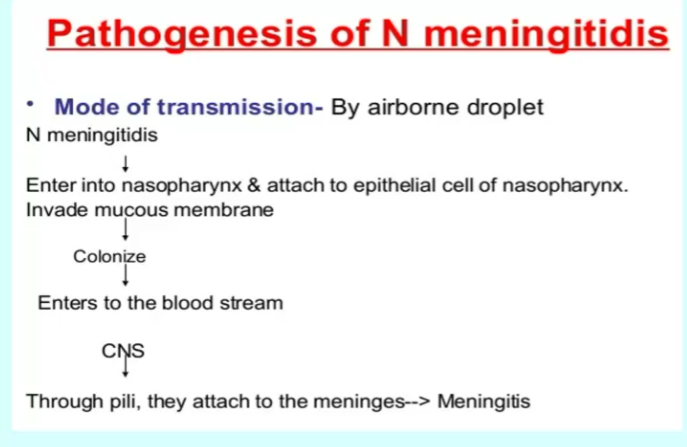 Pathogenesis of N meningitidis
• Mode of transmission- By airborne droplet
N meningitidis
↓
Enter into nasopharynx & attach to epithelial cell of nasopharynx.
Invade mucous membrane
↓
Colonize
↓
Enters to the blood stream
CNS
↓
Through pili, they attach to the meninges--> Meningitis